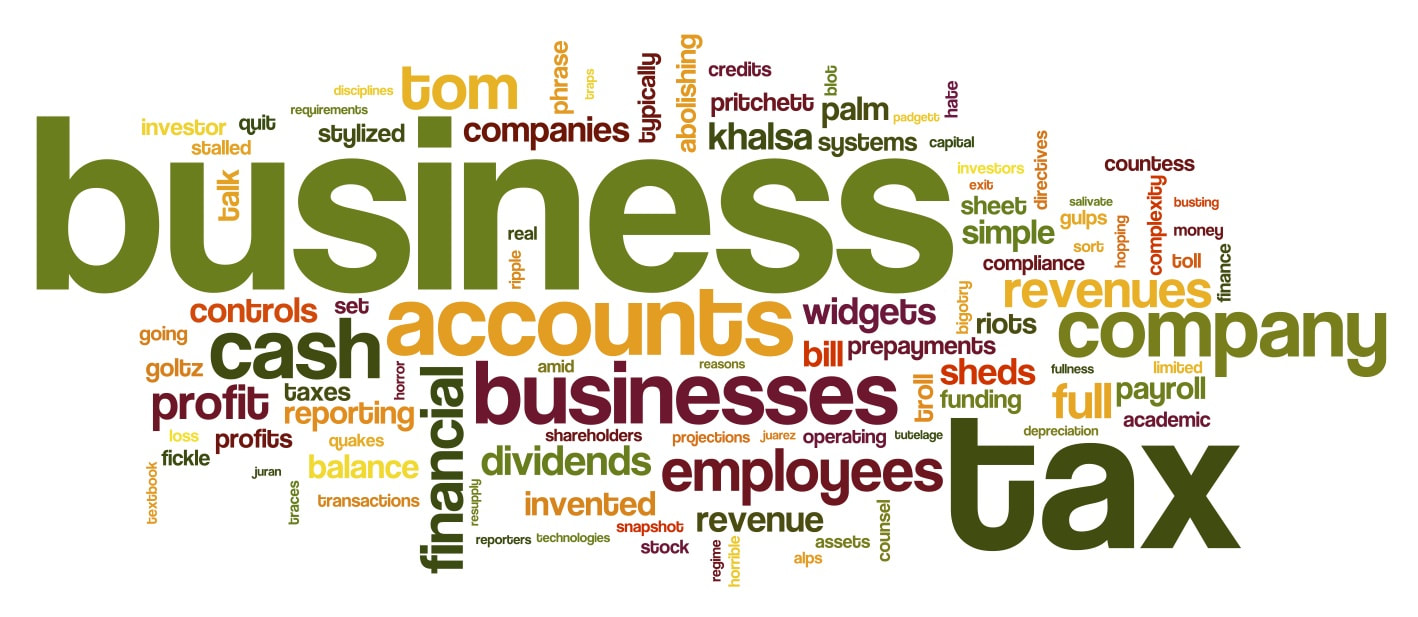 disciplines
tom
phrase
traps
typically
abolishing
credits
blot
hate
requirements
pritchett
palm
padgett
investor
quit
stylized
companies
khalsa
systems
capital
stalled
talk
business
investors
exit
directives
countess
complexity
sheet
salivate
busting
simple
gulps
hopping
real
sort
money
ripple
compliance
toll
finance
controls
set
accounts
widgets
bigotry
revenues
riots
company
going
cash
prepayments
goltz
horror
amid
reasons
bill
sheds
fullness
limited
profit
taxes
financial
businesses
troll
funding
full
payroll
reporting
academic
loss
profits
quakes
shareholders
projections
juarez
operating
tutelage
depreciation
tax
fickle
juran
balance
dividends
employees
textbook
traces
transactions
resupply
invented
snapshot
revenue
counsel
reporters
technologies
stock
regime
horrible
assets
alps